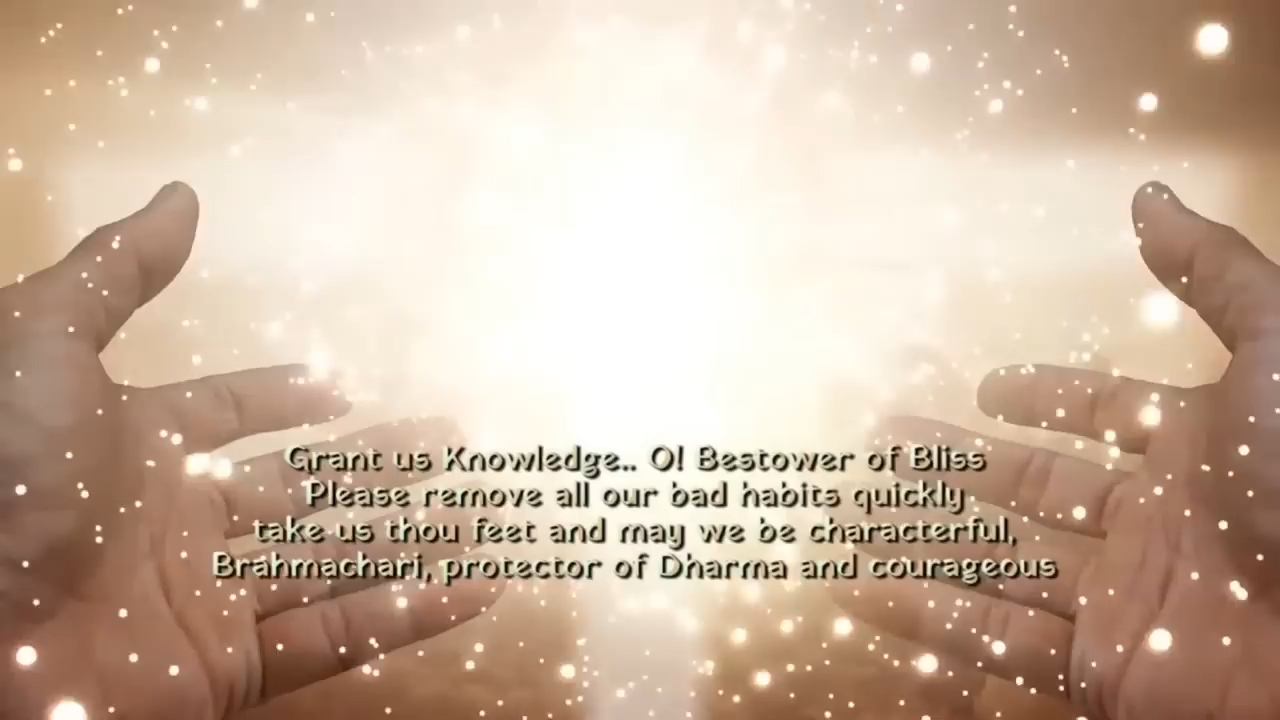 Grant us Knowledge.. O! Bestower of Bliss
Please remove all our bad habits quickly
take us thou feet and may we be characterful,
Brahmachari, protector of Dharma and courageous